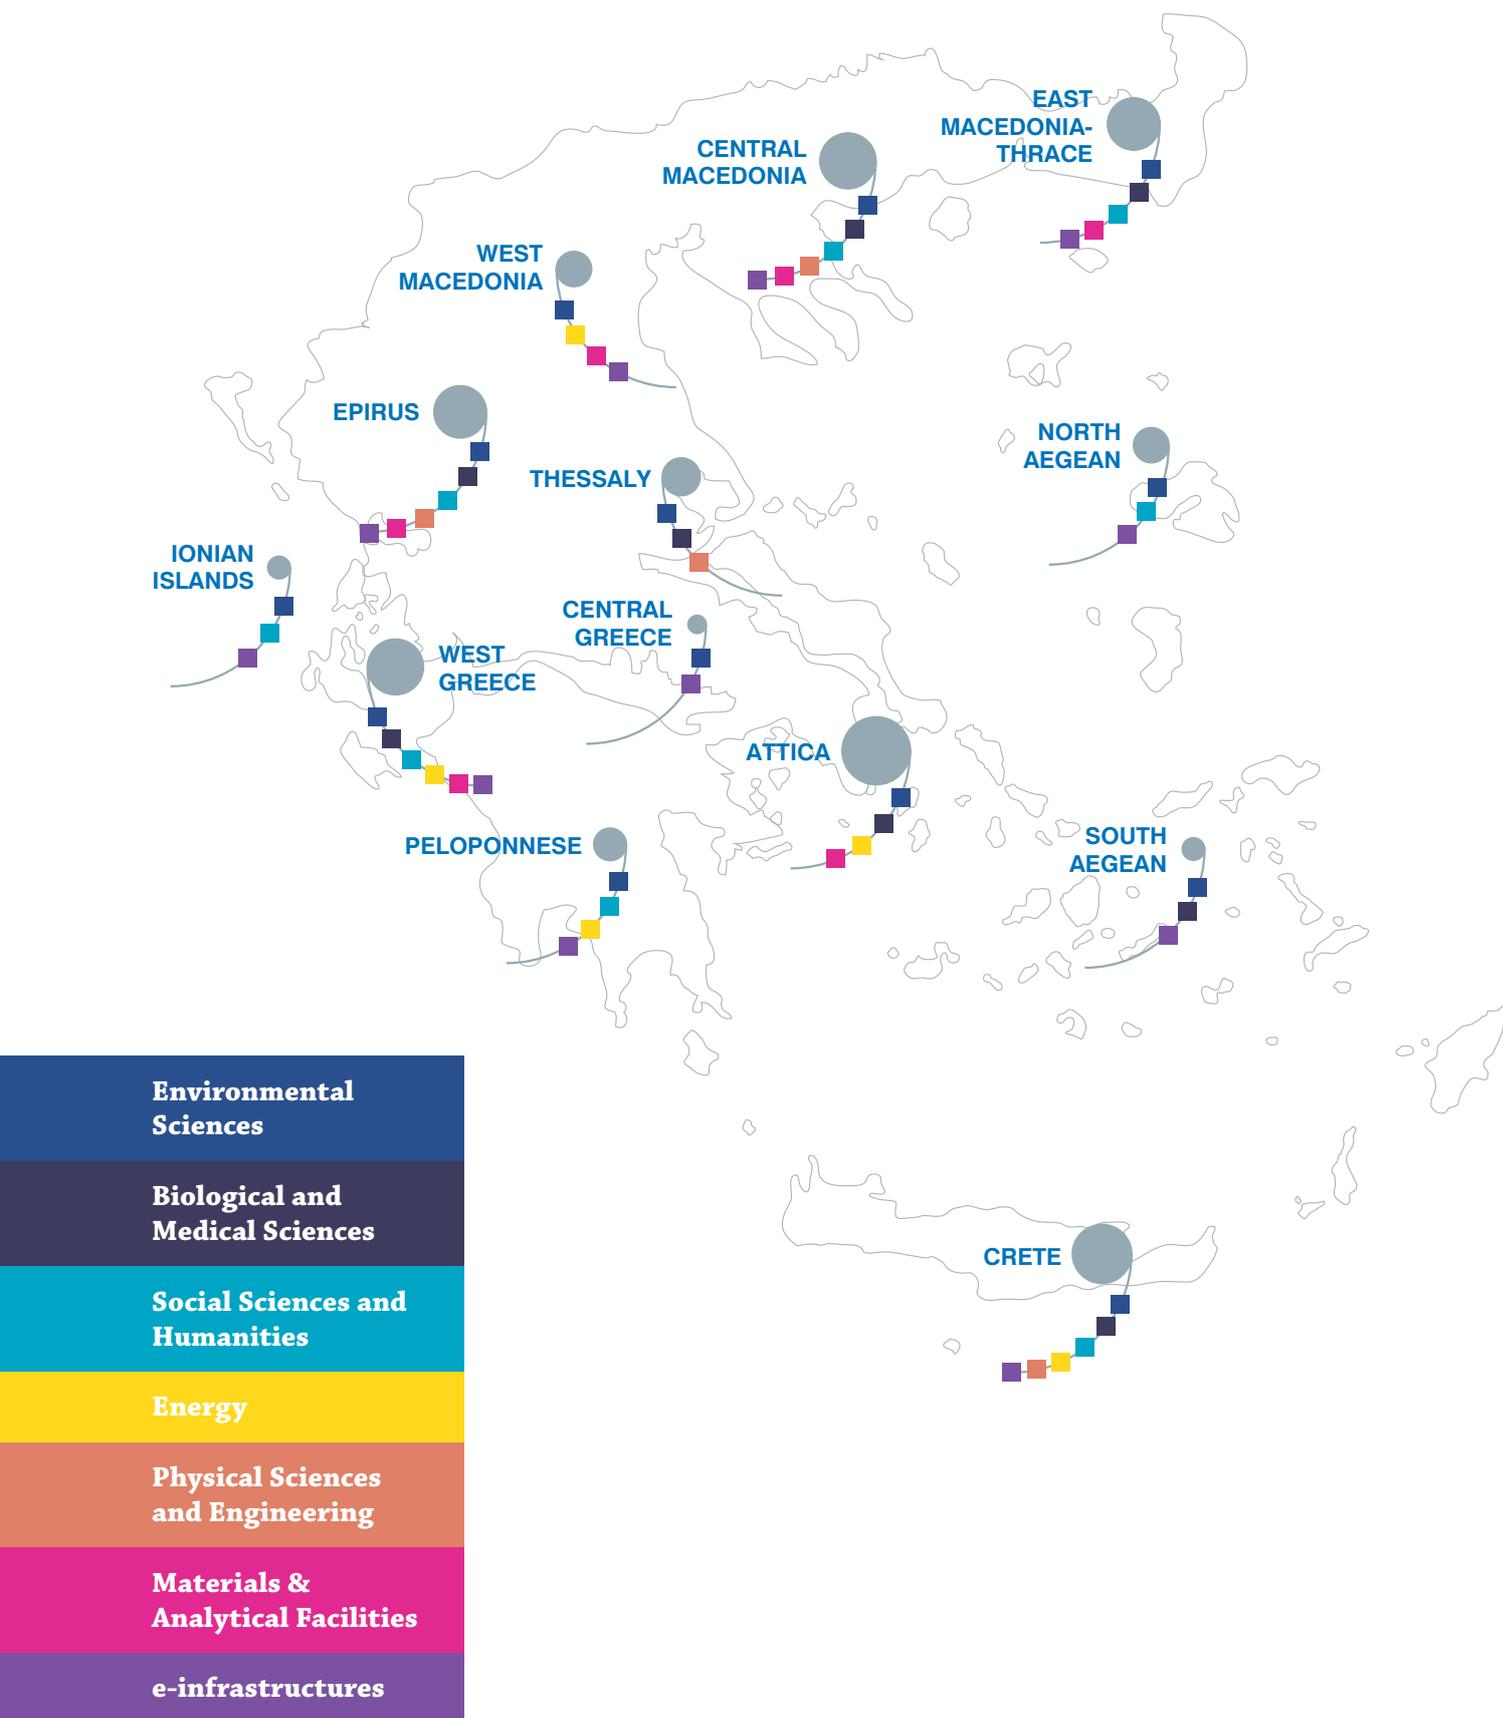 EAST
MACEDONIA-
THRACE
CENTRAL
MACEDONIA
WEST
MACEDONIA
EPIRUS
NORTH
AEGEAN
THESSALY
IONIAN
ISLANDS
CENTRAL
GREECE
WEST
GREECE
ATTICA
PELOPONNESE
SOUTH
AEGEAN
CRETE
Environmental
Sciences
Biological and
Medical Sciences
Social Sciences and
Humanities
Energy
Physical Sciences
and Engineering
Materials &
Analytical Facilities
e-infrastructures